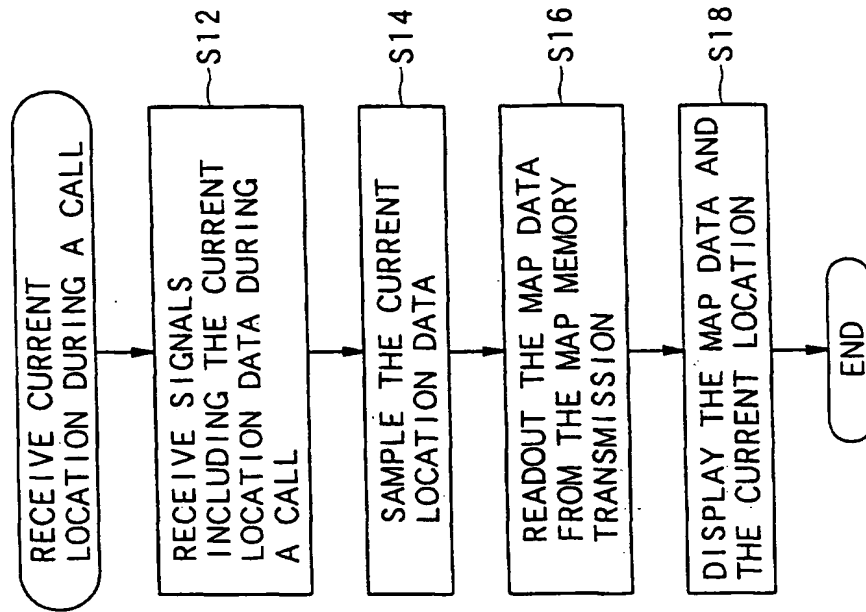 RECEIVE CURRENT
LOCATION DURING A CALL
RECEIVE SIGNALS
INCLUDING THE CURRENT
LOCATION DATA DURING
A CALL
S12
SAMPLE THE CURRENT
LOCATION DATA
S14
READOUT THE MAP DATA
FROM THE MAP MEMORY
TRANSMISSION
S16
DISPLAY THE MAP DATA AND
THE CURRENT LOCATION
S18
END